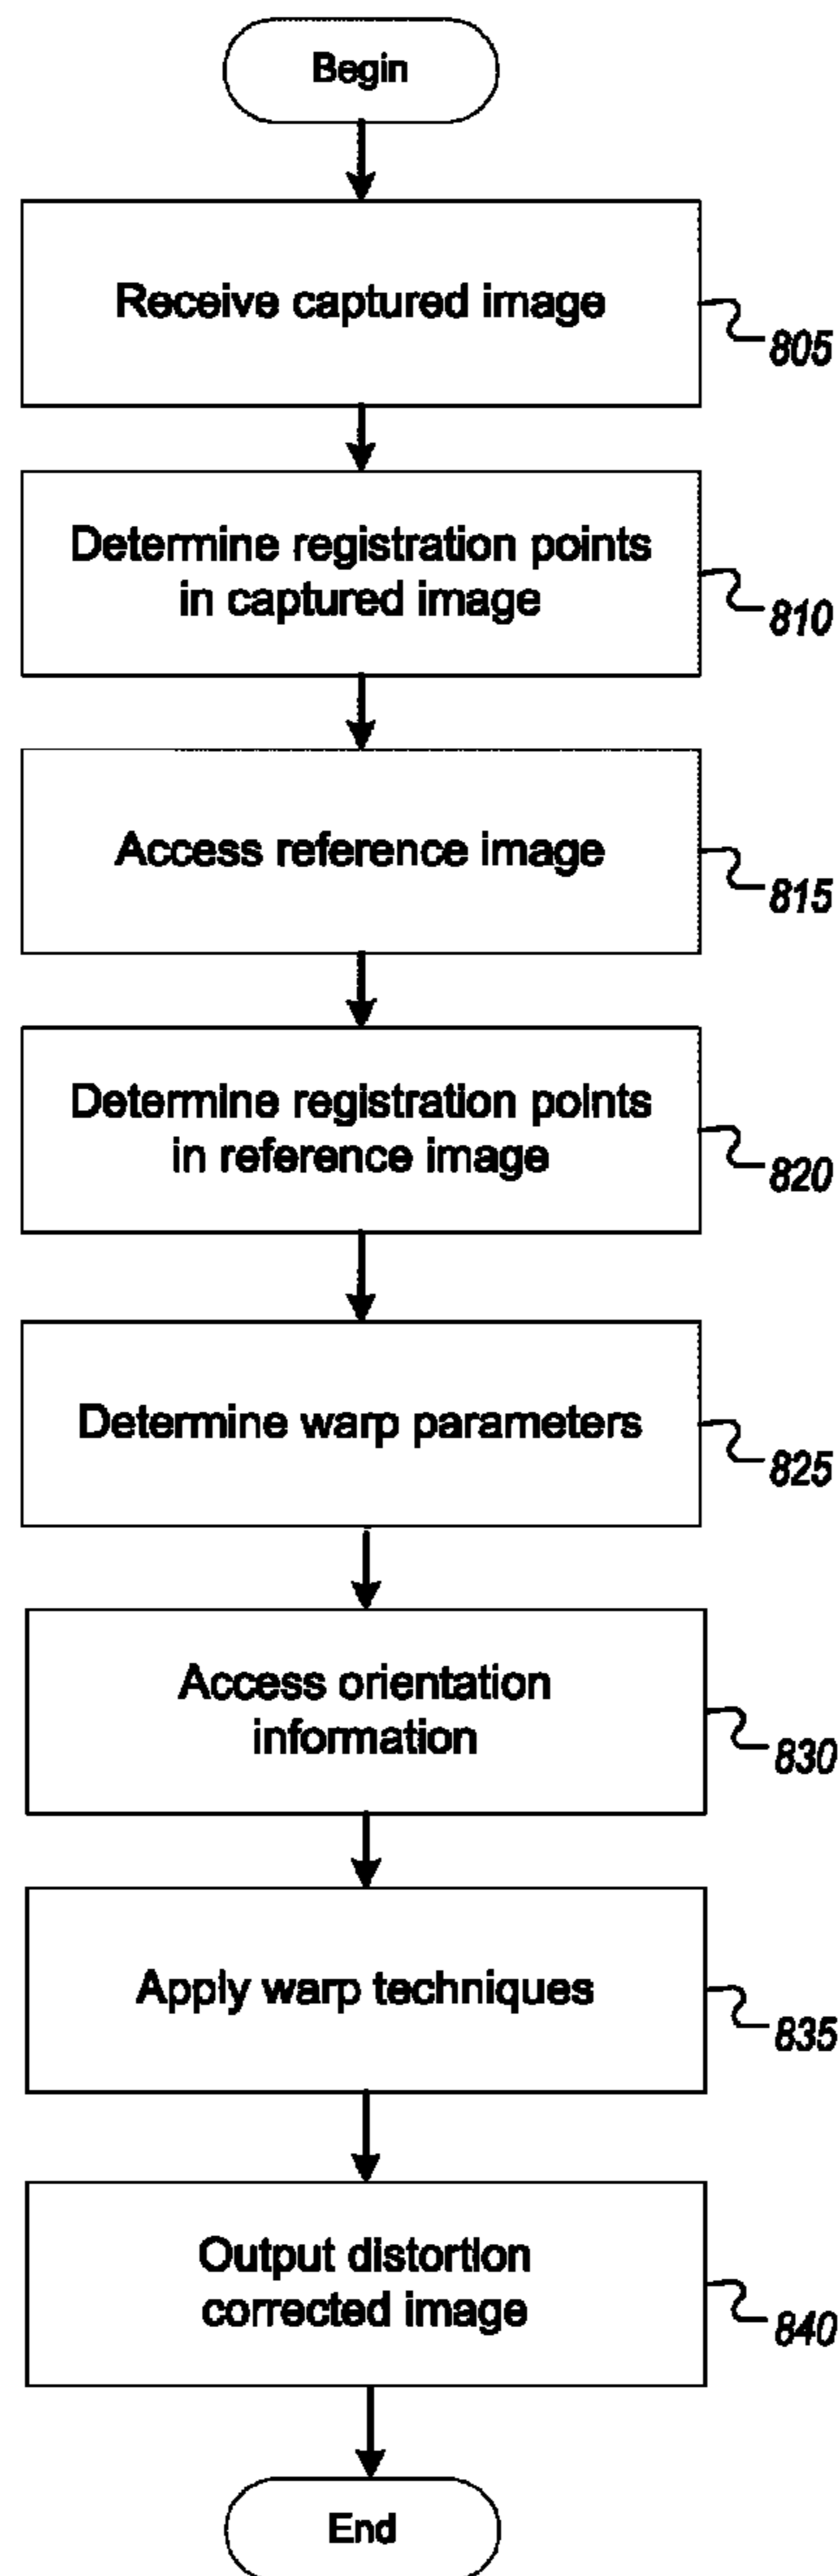 Begin
Receive captured image
805
Determine registration points
in captured image
810
Access reference image
815
Determine registration points
in reference image
820
Determine warp parameters
825
Access orientation
information
830
Apply warp techniques
835
Output distortion
corrected image
840
End